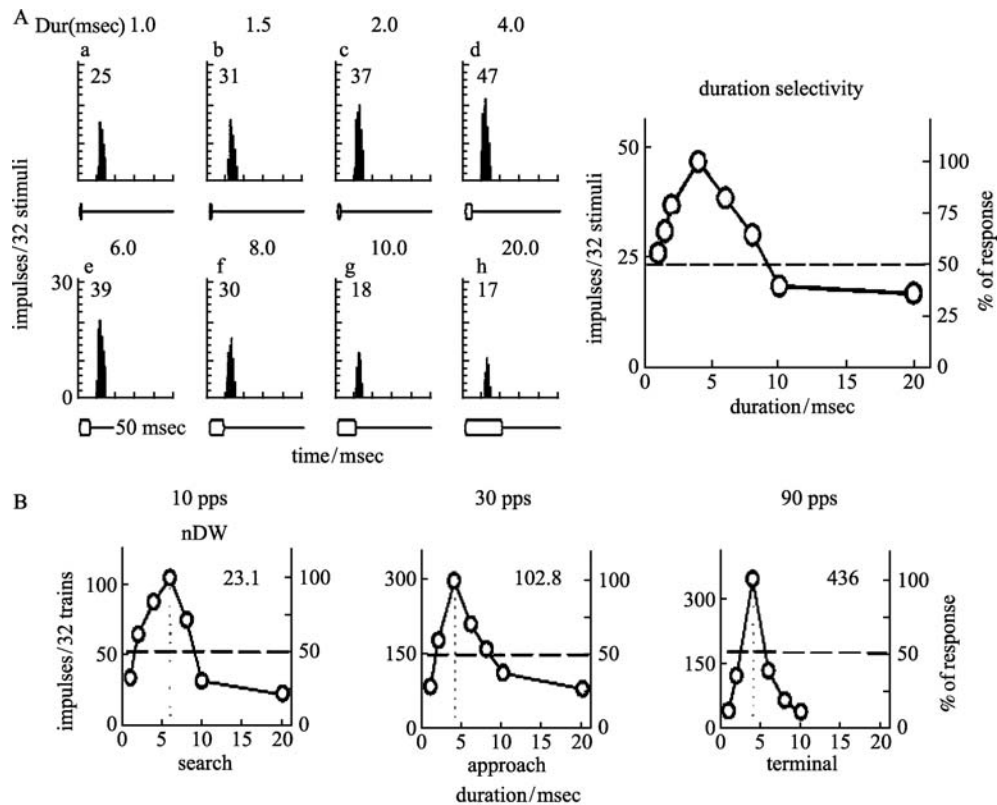 A
Dur(msec) 1.0 1.5 2.0 4.0
a b c d
25 31 37 47
impulses/32 stimuli
6.0 8.0 10.0 20.0
30
e f g h
39 30 18 17
0
50 msec
time/msec
duration selectivity
50 100
75
25 50
25
0 0
impulses/32 stimuli
% of response
0 5 10 15 20
duration/msec
B
10 pps 30 pps 90 pps
nDW
23.1 102.8 436
100 100
50 50
0 0
impulses/32 trains
0 5 10 15 20
search
300 100
150 50
0 0
0 5 10 15 20
approach
300 100
150 50
0 0
% of response
0 5 10 15 20
terminal
duration/msec